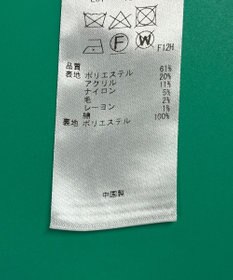 F12H
品質
表地 ポリエステル 61%
アクリル 20%
ナイロン 11%
毛 5%
レーヨン 2%
綿 1%
裏地 ポリエステル 100%
中国製